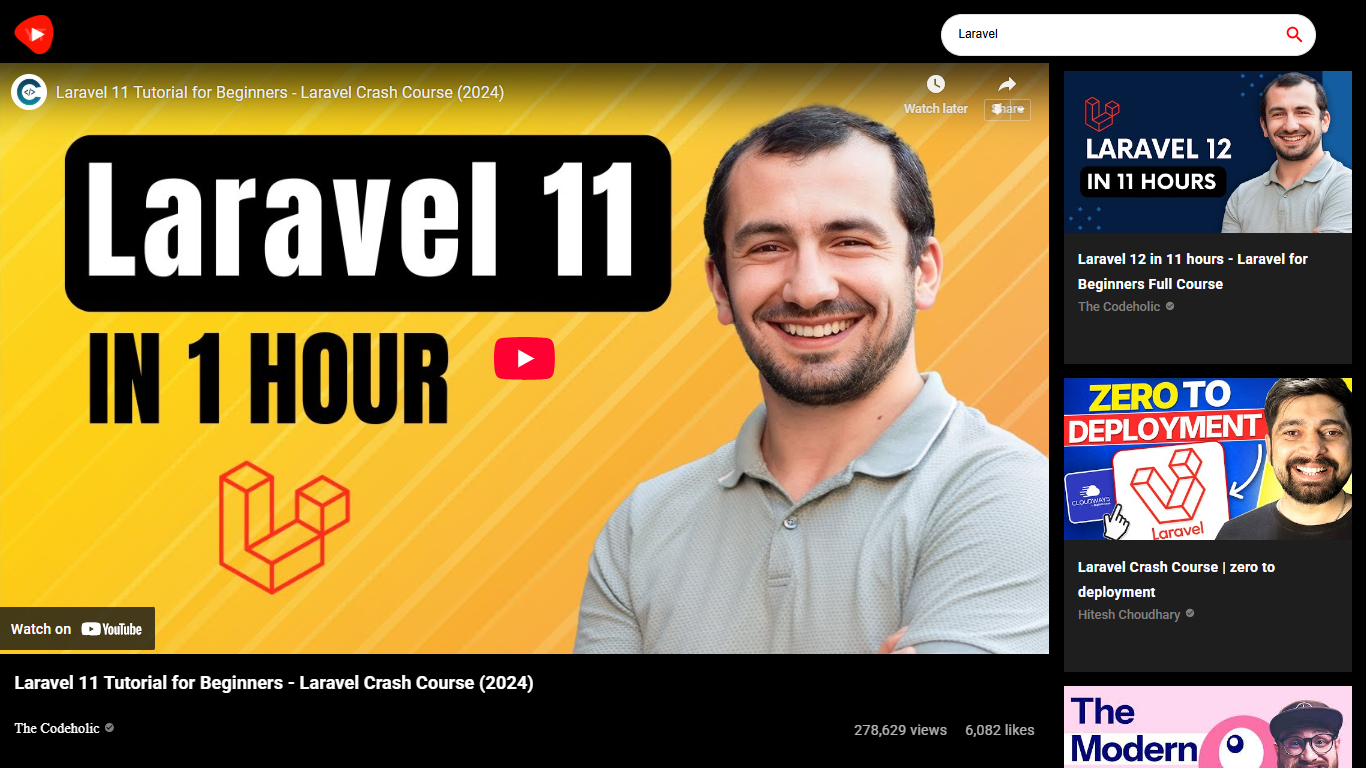 Laravel
Laravel 11 Tutorial for Beginners - Laravel Crash Course (2024)
Watch later
Share
Laravel 11
IN 1 HOUR
Watch on YouTube
Laravel 11 Tutorial for Beginners - Laravel Crash Course (2024)
The Codeholic
278,629 views
6,082 likes
LARAVEL 12
IN 11 HOURS
Laravel 12 in 11 hours - Laravel for
Beginners Full Course
The Codeholic
ZERO TO
DEPLOYMENT
CLOUDWAYS
Laravel
Laravel Crash Course | zero to
deployment
Hitesh Choudhary
The
Modern